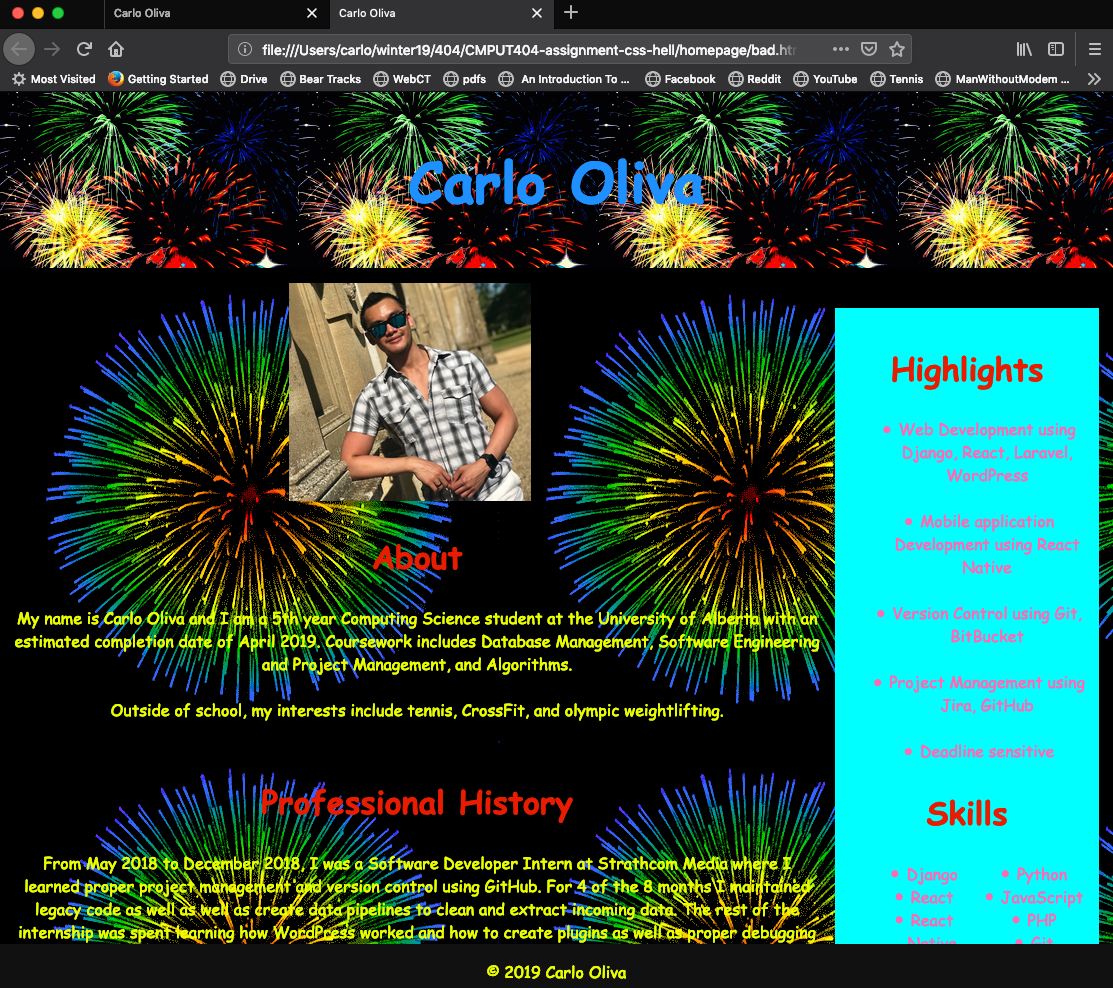 Carlo Oliva
Carlo Oliva
file:///Users/carlo/winter19/404/CMPUT404-assignment-css-hell/homepage/bad.htm
Most Visited Getting Started Drive Bear Tracks WebCT pdfs An Introduction To ... Facebook Reddit YouTube Tennis ManWithoutModem ...
Carlo Oliva
About
My name is Carlo Oliva and I am a 5th year Computing Science student at the University of Alberta with an
estimated completion date of April 2019. Coursework includes Database Management, Software Engineering
and Project Management, and Algorithms.
Outside of school, my interests include tennis, CrossFit, and olympic weightlifting.
Professional History
From May 2018 to December 2018, I was a Software Developer Intern at Strathcom Media where I
learned proper project management and version control using GitHub. For 4 of the 8 months I maintained
legacy code as well as well as create data pipelines to clean and extract incoming data. The rest of the
internship was spent learning how WordPress worked and how to create plugins as well as proper debugging
Highlights
• Web Development using
Django, React, Laravel,
WordPress
• Mobile application
Development using React
Native
• Version Control using Git,
BitBucket
• Project Management using
Jira, GitHub
• Deadline sensitive
Skills
• Django
• React
• React
Native
• Python
• JavaScript
• PHP
• Git
© 2019 Carlo Oliva